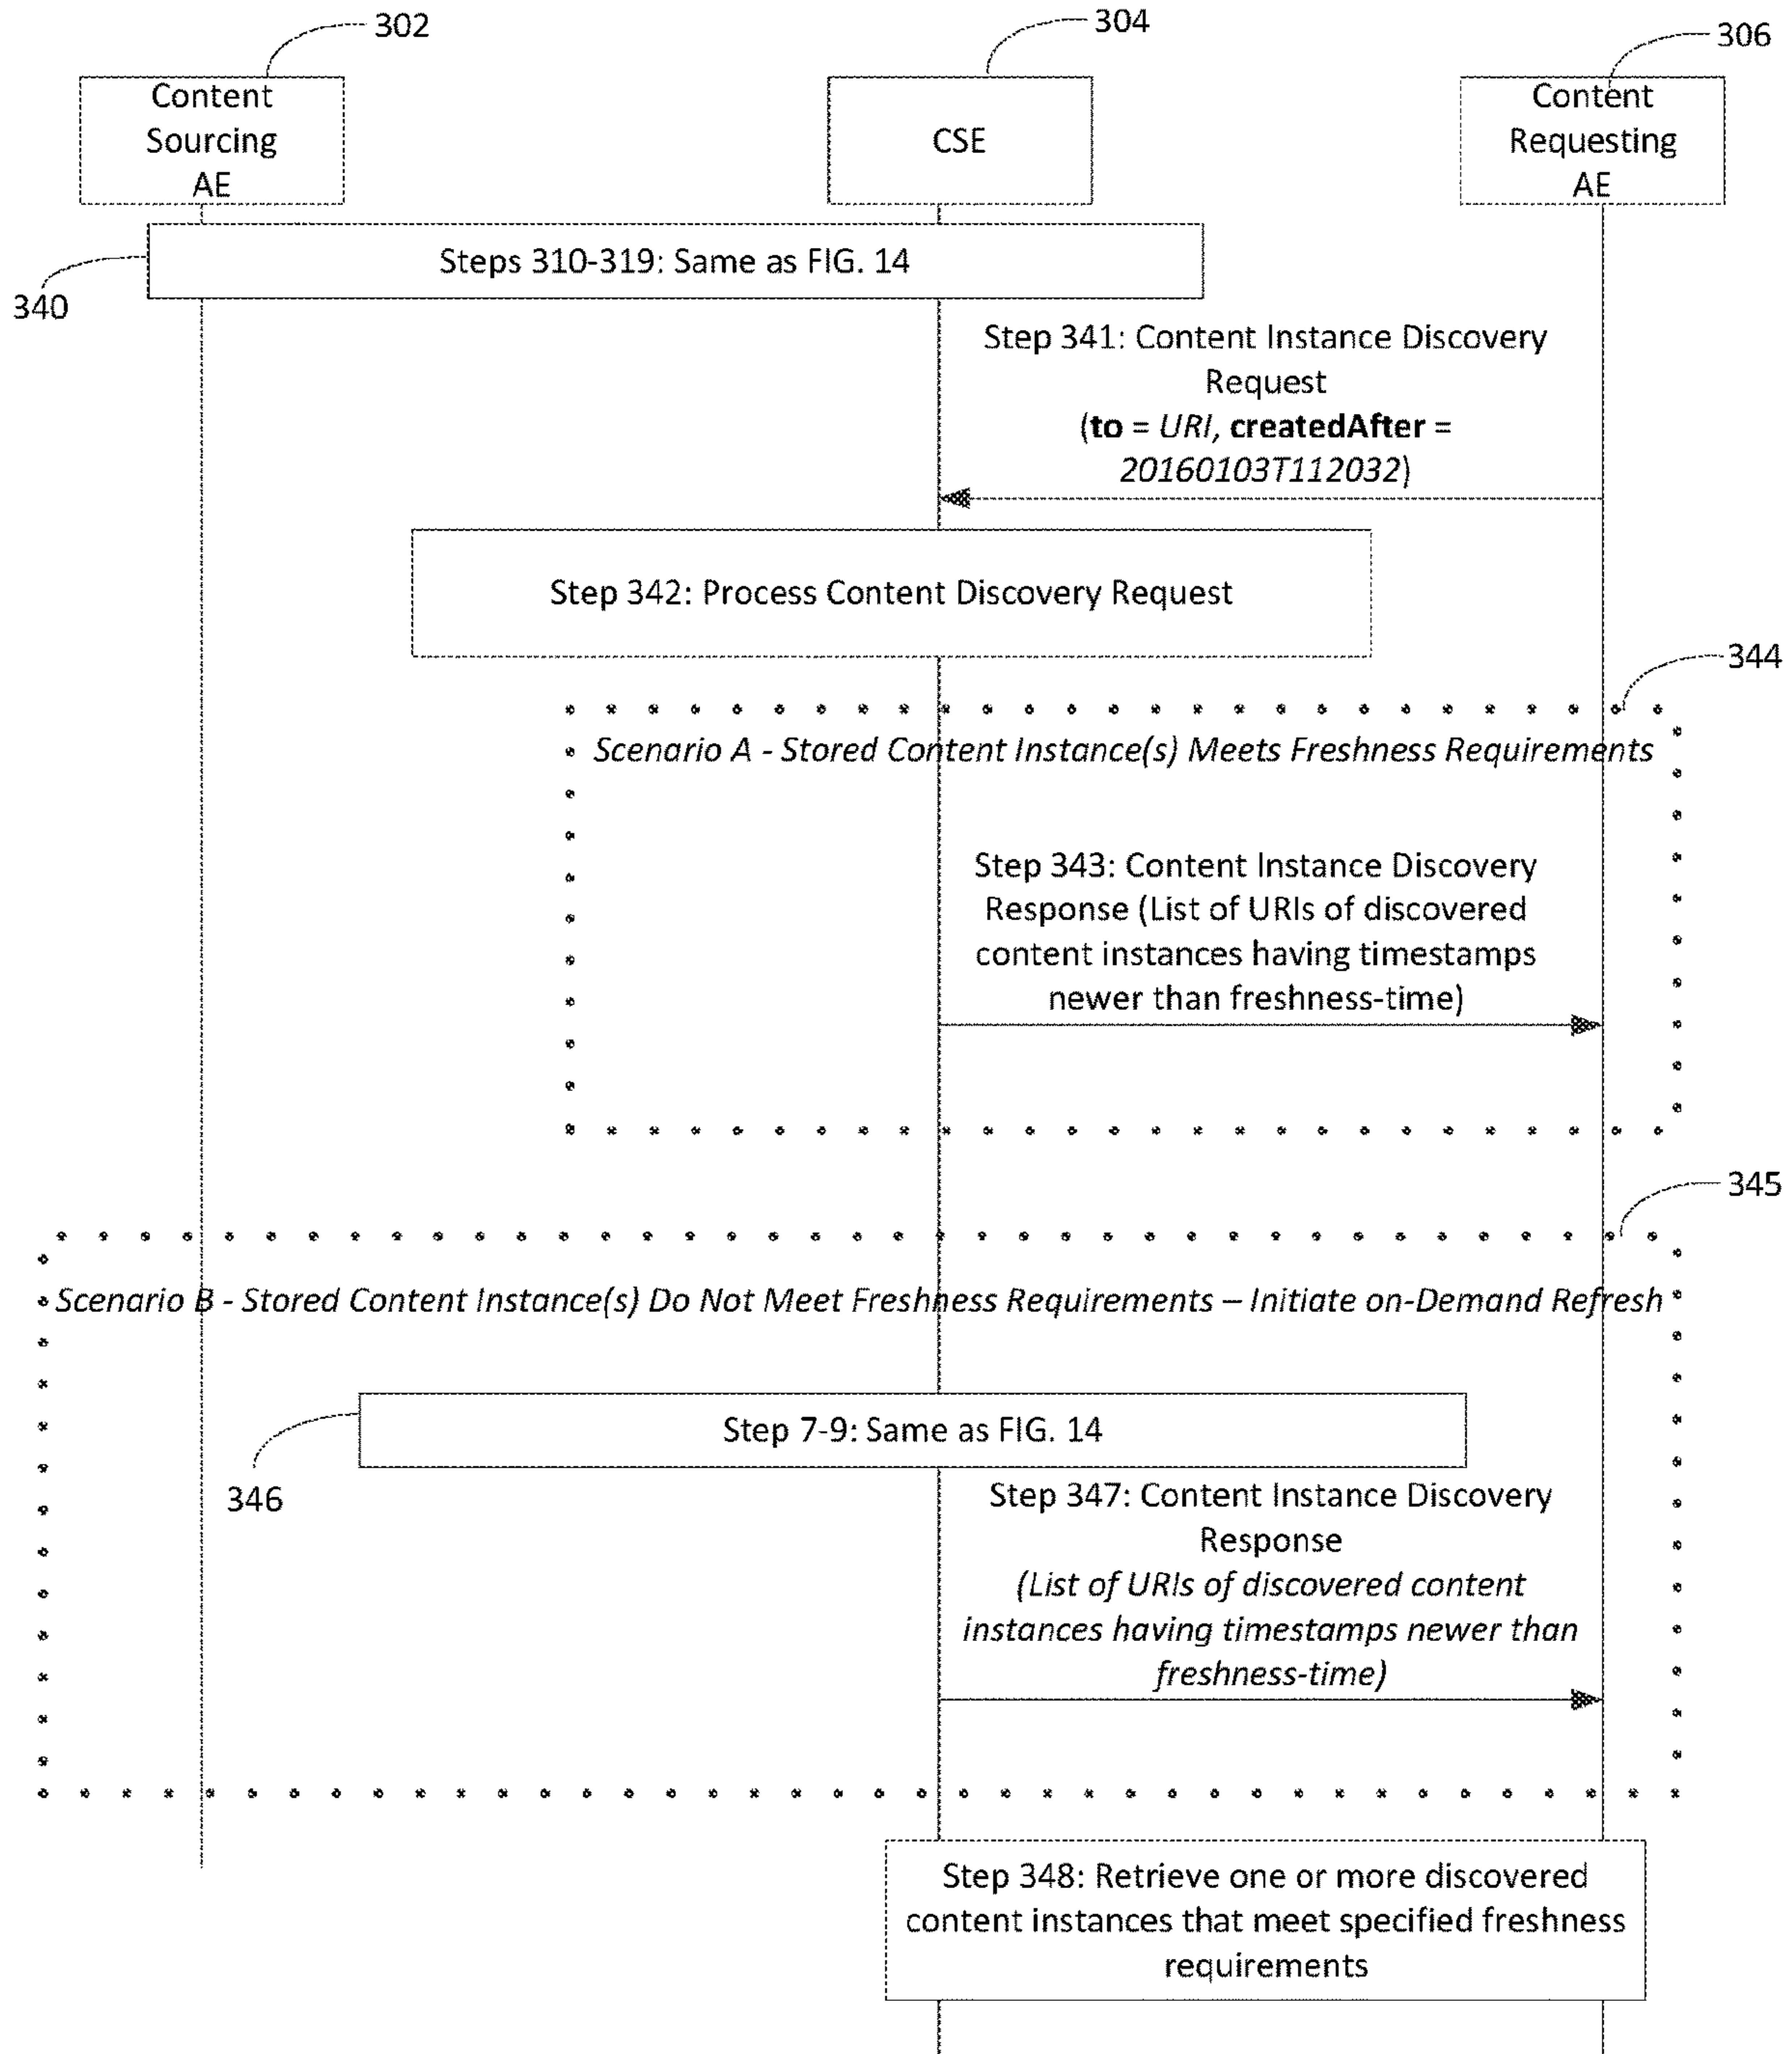 302
304
306
Content
Sourcing
AE
CSE
Content
Requesting
AE
Steps 310-319: Same as FIG. 14
340
Step 341: Content Instance Discovery
Request
(to = URI, createdAfter =
20160103T112032)
Step 342: Process Content Discovery Request
344
Scenario A - Stored Content Instance(s) Meets Freshness Requirements
Step 343: Content Instance Discovery
Response (List of URIs of discovered
content instances having timestamps
newer than freshness-time)
345
Scenario B - Stored Content Instance(s) Do Not Meet Freshness Requirements – Initiate on-Demand Refresh
Step 7-9: Same as FIG. 14
346
Step 347: Content Instance Discovery
Response
(List of URIs of discovered content
instances having timestamps newer than
freshness-time)
Step 348: Retrieve one or more discovered
content instances that meet specified freshness
requirements